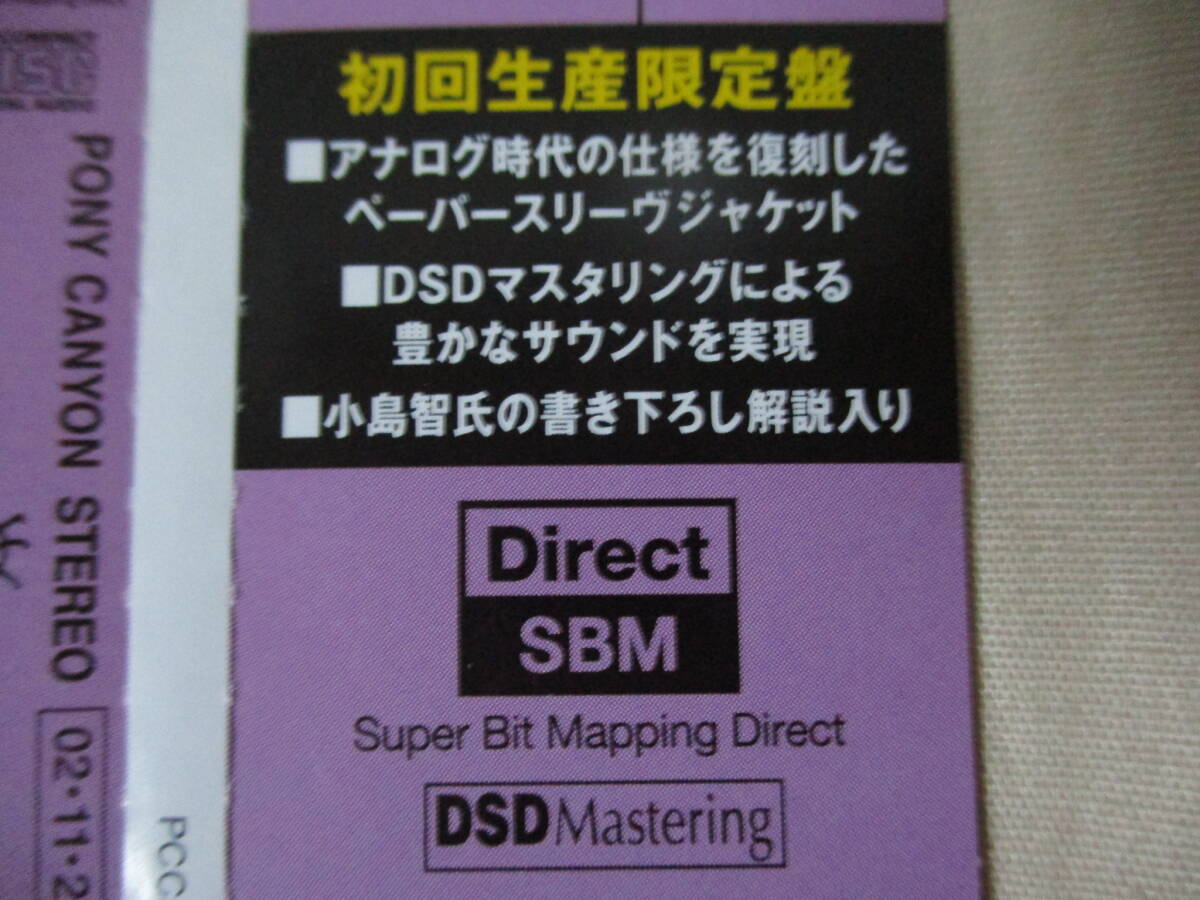 初回生産限定盤
■アナログ時代の仕様を復刻した
ペーパースリーヴジャケット
■DSDマスタリングによる
豊かなサウンドを実現
■小島智氏の書き下ろし解説入り
Direct
SBM
Super Bit Mapping Direct
DSD Mastering
PONY CANYON STEREO 02・11・2
PCC